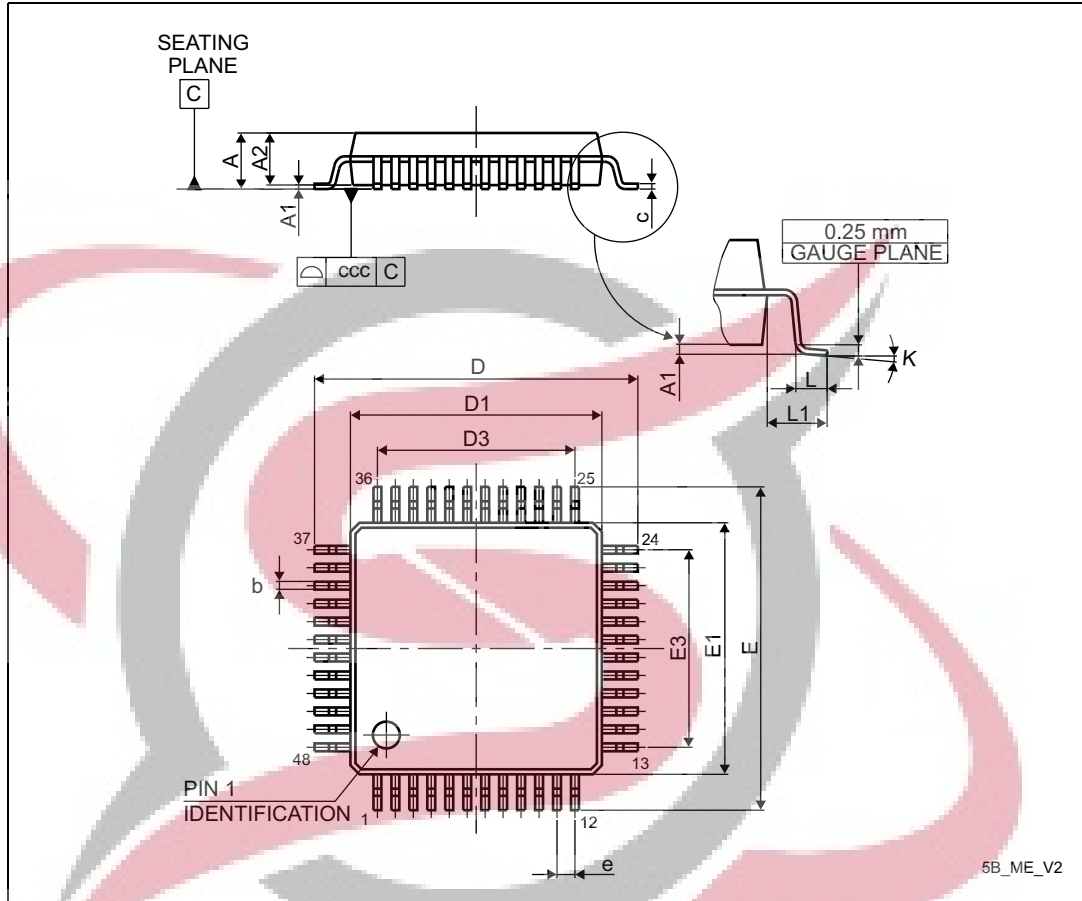 SEATING
PLANE
C
A
A2
A1
c
ccc C
0.25 mm
GAUGE PLANE
A1
K
L
L1
D
D1
D3
36
25
37
24
b
E3
E1
E
48
13
PIN 1
IDENTIFICATION
1
12
e
5B_ME_V2